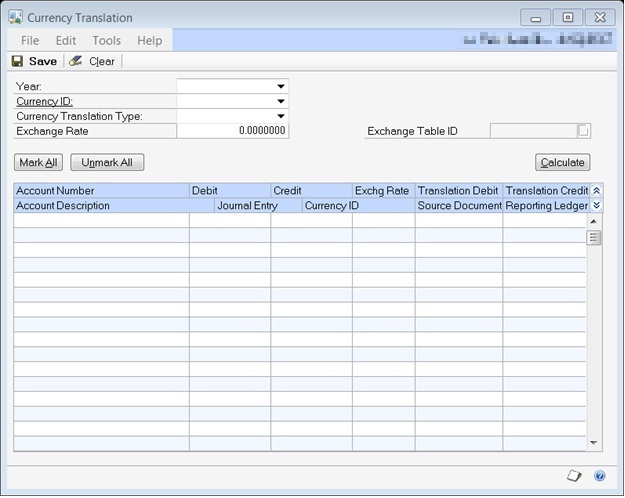 Currency Translation
File Edit Tools Help
Save Clear
Year:
Currency ID:
Currency Translation Type:
Exchange Rate 0.0000000 Exchange Table ID
Mark All Unmark All Calculate
Account Number Debit Credit Exchg Rate Translation Debit Translation Credit
Account Description Journal Entry Currency ID Source Document Reporting Ledger